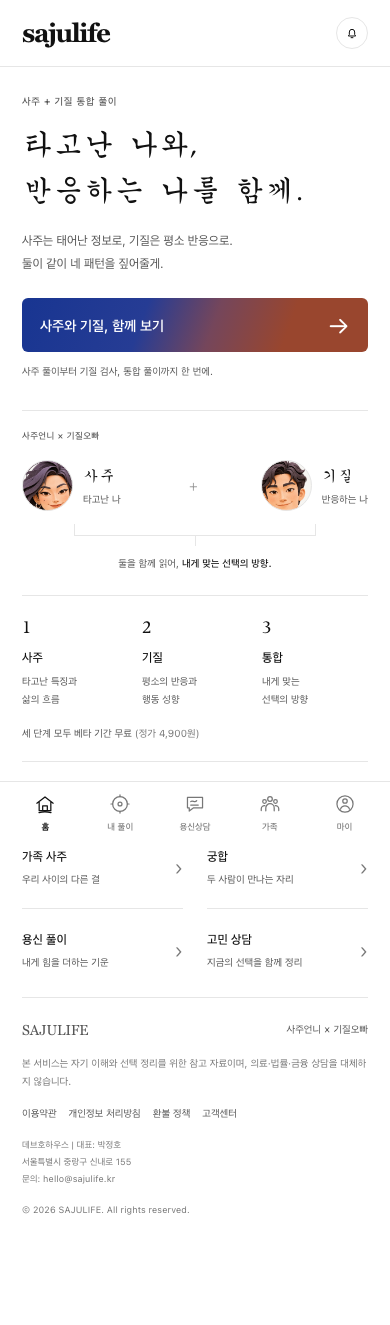 sajulife
사주 + 기질 통합 풀이
타고난 나와,
반응하는 나를 함께.
사주는 태어난 정보로, 기질은 평소 반응으로.
둘이 같이 네 패턴을 짚어줄게.
사주와 기질, 함께 보기
사주 풀이부터 기질 검사, 통합 풀이까지 한 번에.
사주언니 × 기질오빠
사주
타고난 나
+
기질
반응하는 나
둘을 함께 읽어, 내게 맞는 선택의 방향.
1
사주
타고난 특징과
삶의 흐름
2
기질
평소의 반응과
행동 성향
3
통합
내게 맞는
선택의 방향
세 단계 모두 베타 기간 무료 (정가 4,900원)
홈
내 풀이
용신상담
가족
마이
가족 사주
우리 사이의 다른 결
궁합
두 사람이 만나는 자리
용신 풀이
내게 힘을 더하는 기운
고민 상담
지금의 선택을 함께 정리
SAJULIFE
사주언니 × 기질오빠
본 서비스는 자기 이해와 선택 정리를 위한 참고 자료이며, 의료·법률·금융 상담을 대체하
지 않습니다.
이용약관 개인정보 처리방침 환불 정책 고객센터
데브호하우스 | 대표: 박정호
서울특별시 중랑구 신내로 155
문의: hello@sajulife.kr
© 2026 SAJULIFE. All rights reserved.